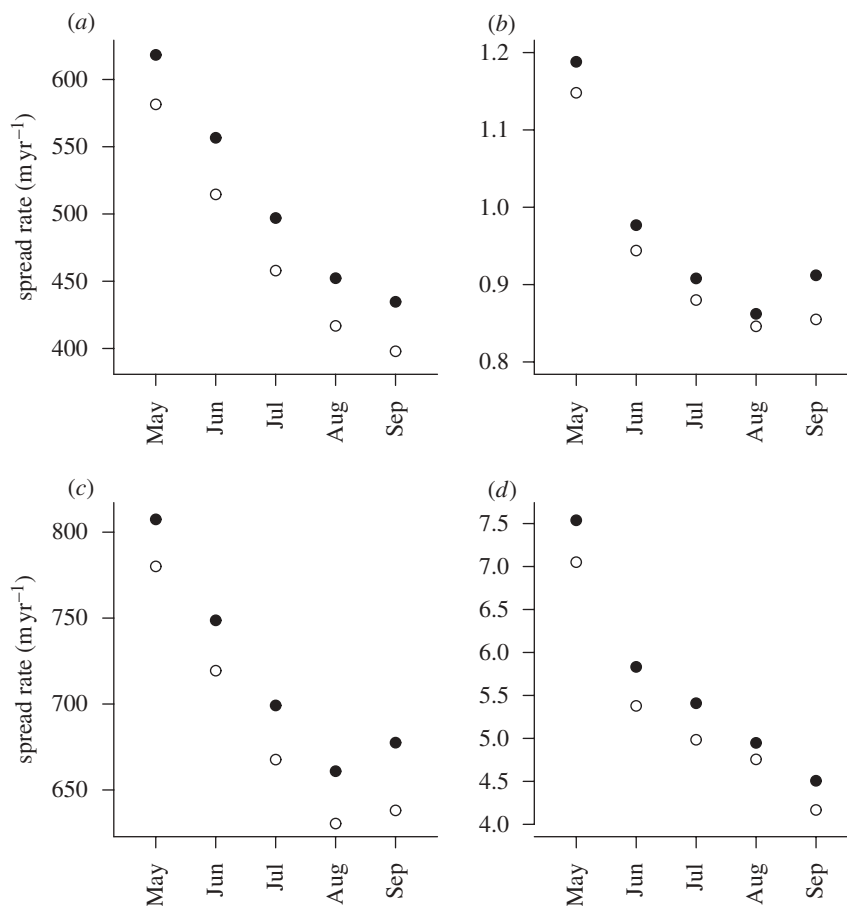 (a)
spread rate (m yr⁻¹)
600
550
500
450
400
May
Jun
Jul
Aug
Sep
(b)
1.2
1.1
1.0
0.9
0.8
May
Jun
Jul
Aug
Sep
(c)
spread rate (m yr⁻¹)
800
750
700
650
May
Jun
Jul
Aug
Sep
(d)
7.5
7.0
6.5
6.0
5.5
5.0
4.5
4.0
May
Jun
Jul
Aug
Sep